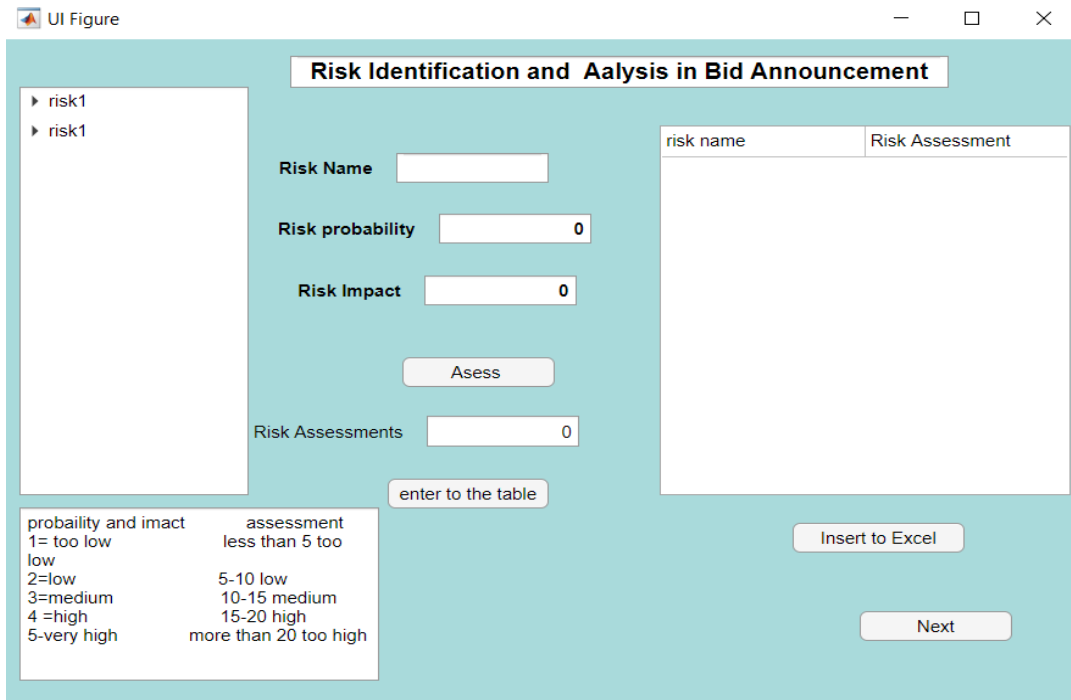 UI Figure
Risk Identification and  Aalysis in Bid Announcement
risk1
risk1
Risk Name
Risk probability 0
Risk Impact 0
Asess
Risk Assessments 0
enter to the table
risk name Risk Assessment
probaility and imact assessment
1= too low less than 5 too
low
2=low 5-10 low
3=medium 10-15 medium
4 =high 15-20 high
5-very high more than 20 too high
Insert to Excel
Next